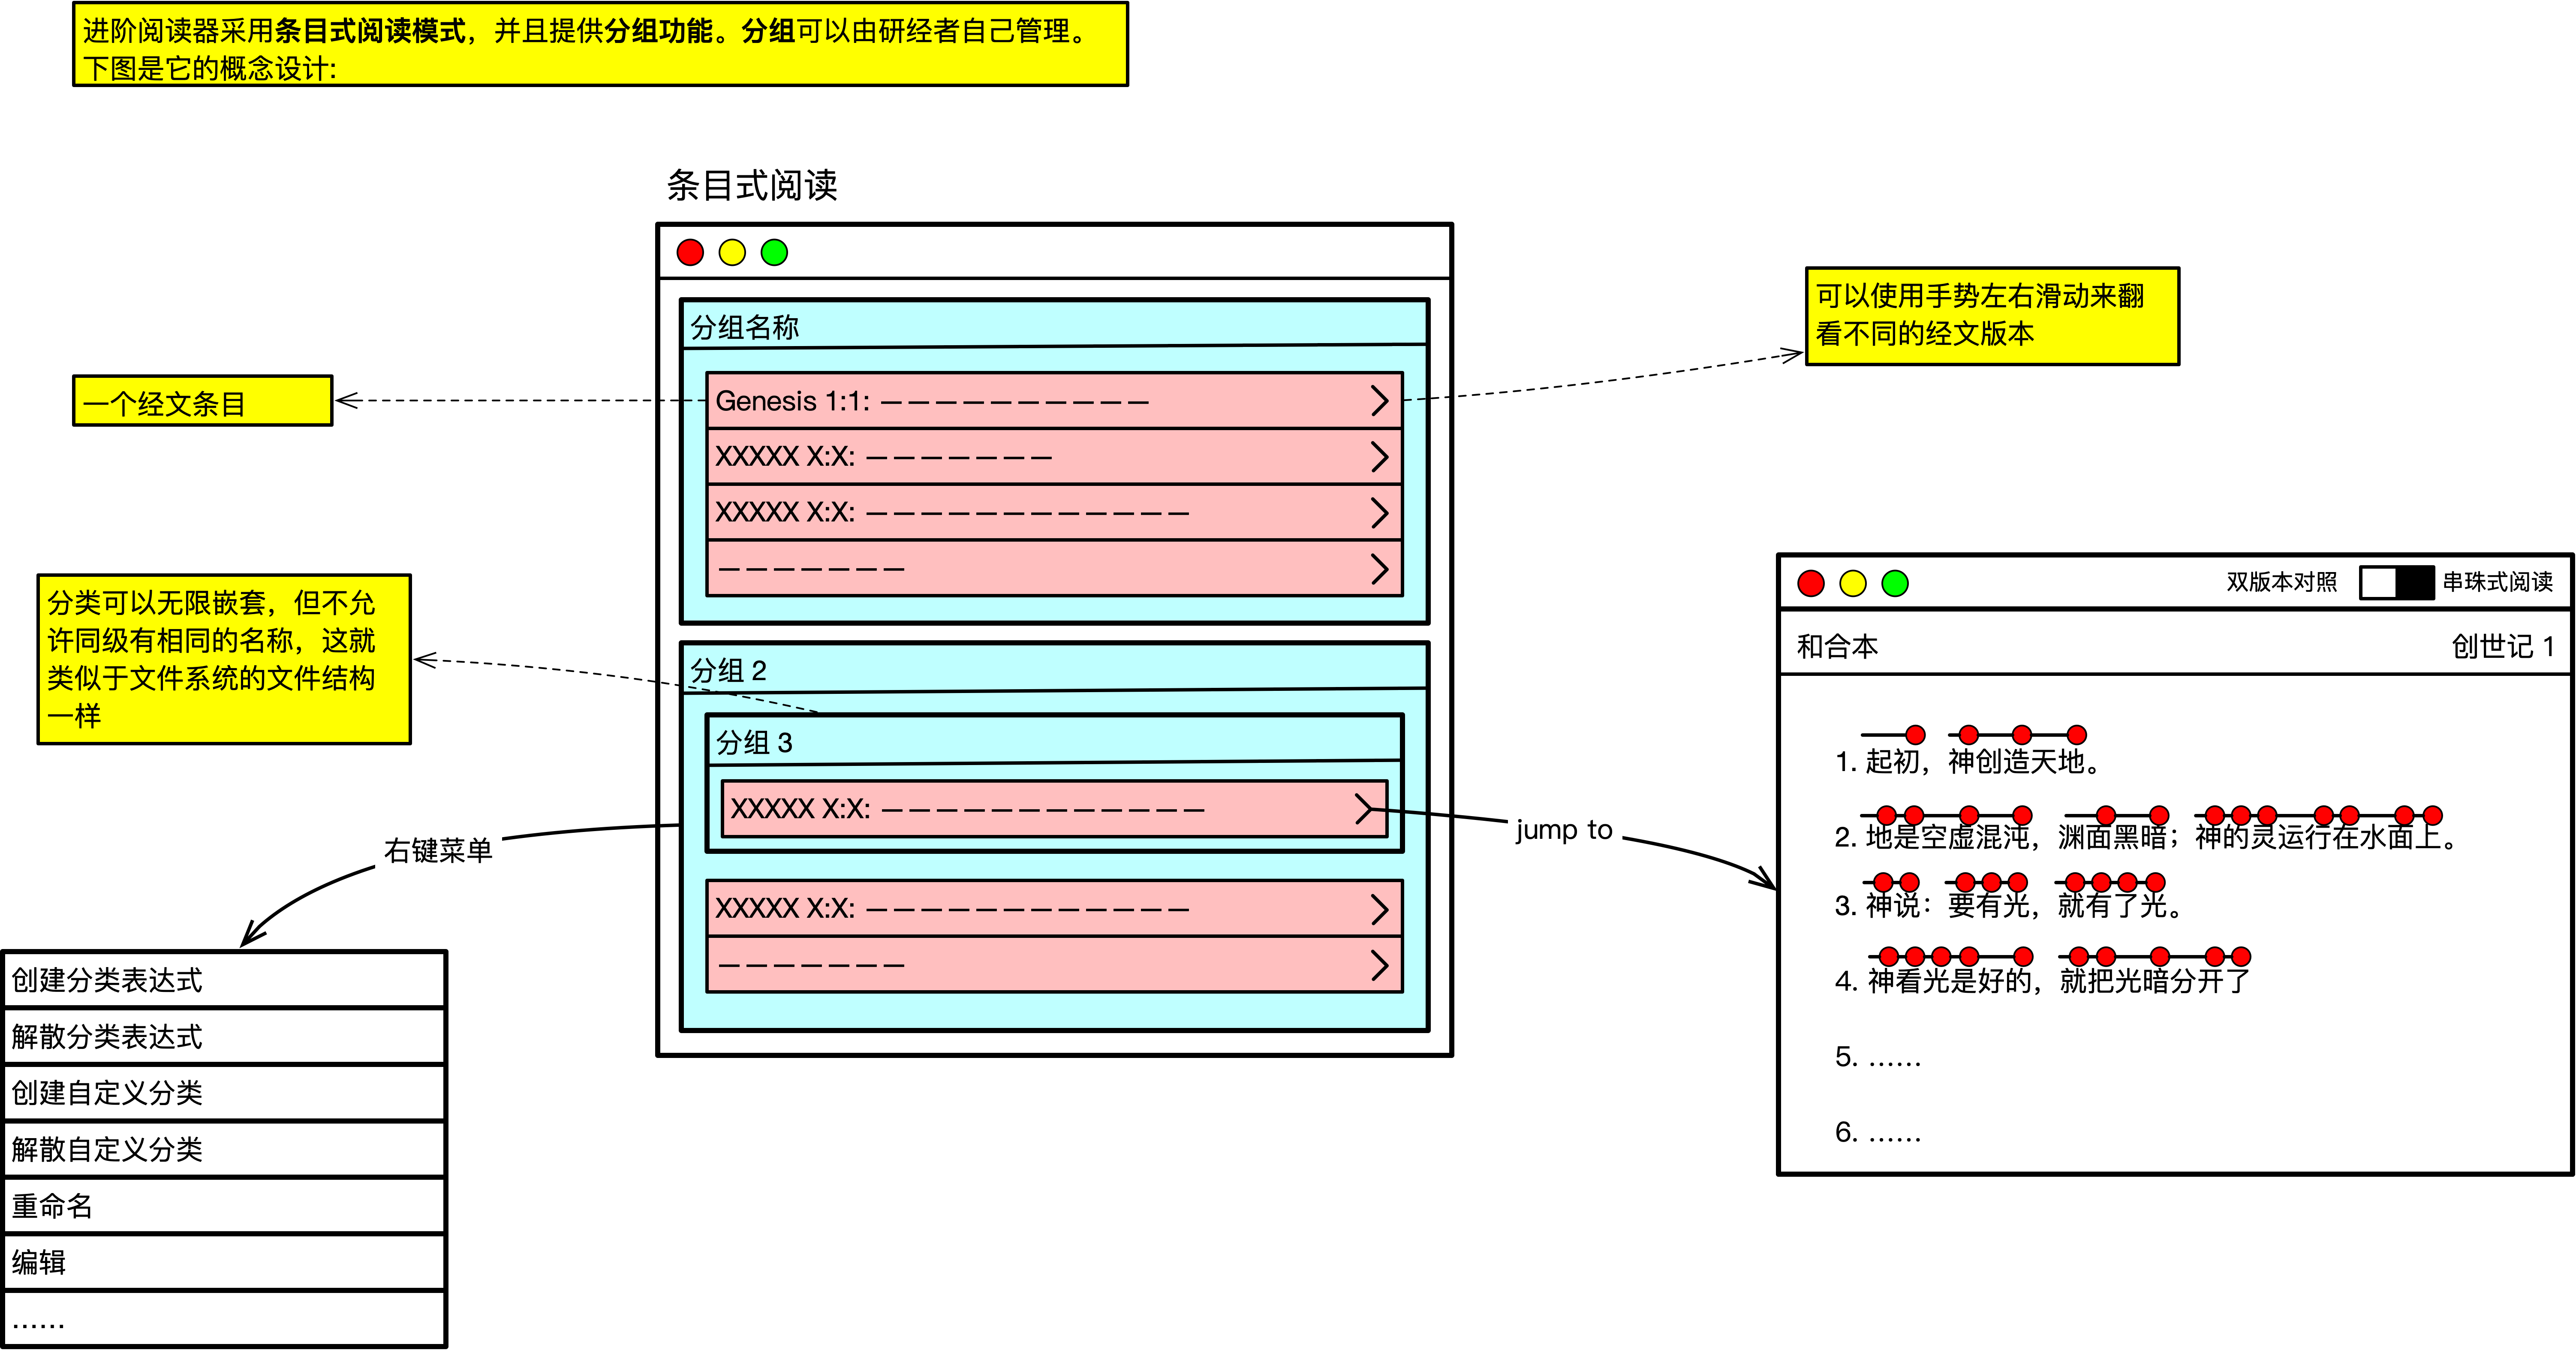 进阶阅读器采用条目式阅读模式，并且提供分组功能。分组可以由研经者自己管理。
下图是它的概念设计：
条目式阅读
分组名称
Genesis 1:1: — — — — — — — — — —
XXXXX X:X: — — — — — — —
XXXXX X:X: — — — — — — — — — — — —
— — — — — — —
分组 2
分组 3
XXXXX X:X: — — — — — — — — — — — —
XXXXX X:X: — — — — — — — — — — — —
— — — — — — —
一个经文条目
可以使用手势左右滑动来翻
看不同的经文版本
分类可以无限嵌套，但不允
许同级有相同的名称，这就
类似于文件系统的文件结构
一样
右键菜单
jump to
创建分类表达式
解散分类表达式
创建自定义分类
解散自定义分类
重命名
编辑
……
双版本对照 串珠式阅读
和合本 创世记 1
1. 起初，神创造天地。
2. 地是空虚混沌，渊面黑暗；神的灵运行在水面上。
3. 神说：要有光，就有了光。
4. 神看光是好的，就把光暗分开了
5. ……
6. ……